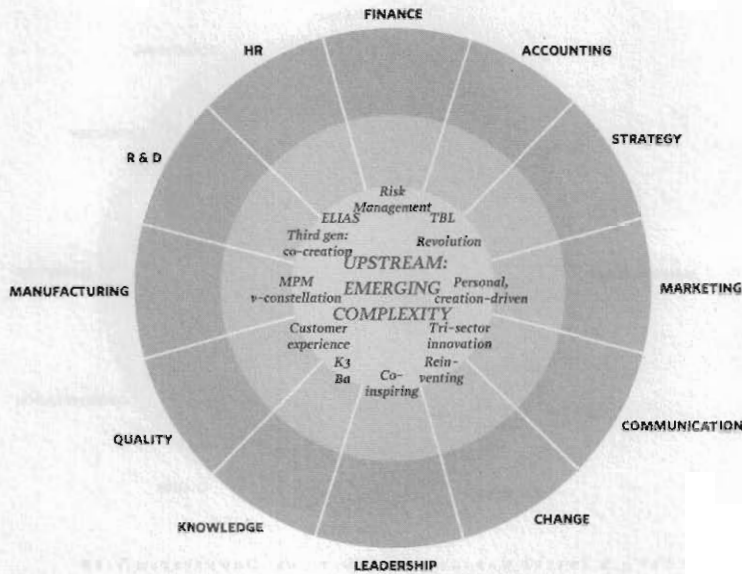 FINANCE
HR
ACCOUNTING
STRATEGY
R & D
Risk
Management
ELIAS
TBL
Third gen:
co-creation
Revolution
UPSTREAM:
MANUFACTURING
MPM
v-constellation
EMERGING
Personal,
creation-driven
MARKETING
COMPLEXITY
Customer
experience
Tri-sector
innovation
K3
Ba
Co-
inspiring
Rein-
venting
QUALITY
COMMUNICATION
KNOWLEDGE
CHANGE
LEADERSHIP